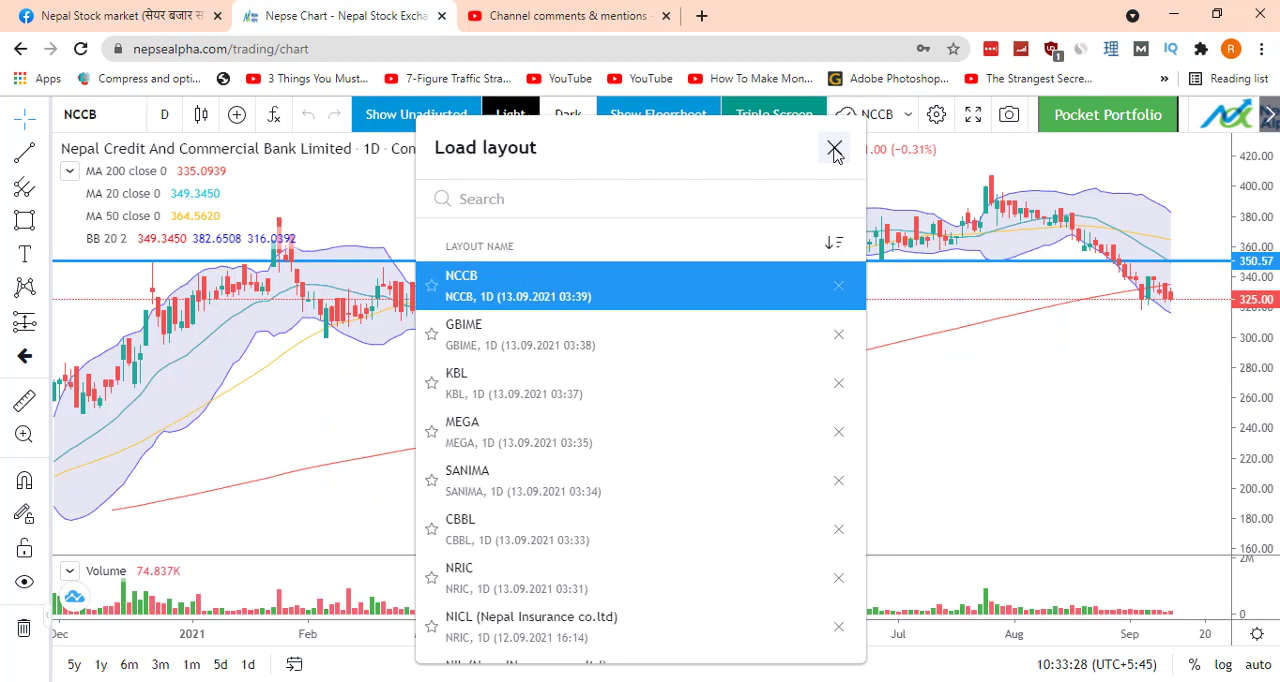 Nepal Stock market (सेयर बजार स
Nepse Chart - Nepal Stock Excha
Channel comments & mentions -
nepsealpha.com/trading/chart
1
R
Apps
Compress and opti...
3 Things You Must...
7-Figure Traffic Stra...
YouTube
YouTube
How To Make Mon...
Adobe Photoshop...
The Strangest Secre...
»
Reading list
NCCB
D
Show Unadjusted
Light
Dark
Show Floorsheet
Triple Screen
NCCB
Pocket Portfolio
Nepal Credit And Commercial Bank Limited · 1D · Con
1.00 (−0.31%)
MA 200 close 0 335.0939
MA 20 close 0 349.3450
MA 50 close 0 364.5620
BB 20 2 349.3450 382.6508 316.0392
Load layout
Search
LAYOUT NAME
NCCB
NCCB, 1D (13.09.2021 03:39)
GBIME
GBIME, 1D (13.09.2021 03:38)
KBL
KBL, 1D (13.09.2021 03:37)
MEGA
MEGA, 1D (13.09.2021 03:35)
SANIMA
SANIMA, 1D (13.09.2021 03:34)
CBBL
CBBL, 1D (13.09.2021 03:33)
NRIC
NRIC, 1D (13.09.2021 03:31)
NICL (Nepal Insurance co.ltd)
NRIC, 1D (12.09.2021 16:14)
420.00
400.00
380.00
360.00
350.57
340.00
325.00
300.00
280.00
260.00
240.00
220.00
200.00
180.00
160.00
Volume 74.837K
2M
0
Dec
2021
Feb
Jul
Aug
Sep
20
5y
1y
6m
3m
1m
5d
1d
10:33:28 (UTC+5:45)
%
log
auto